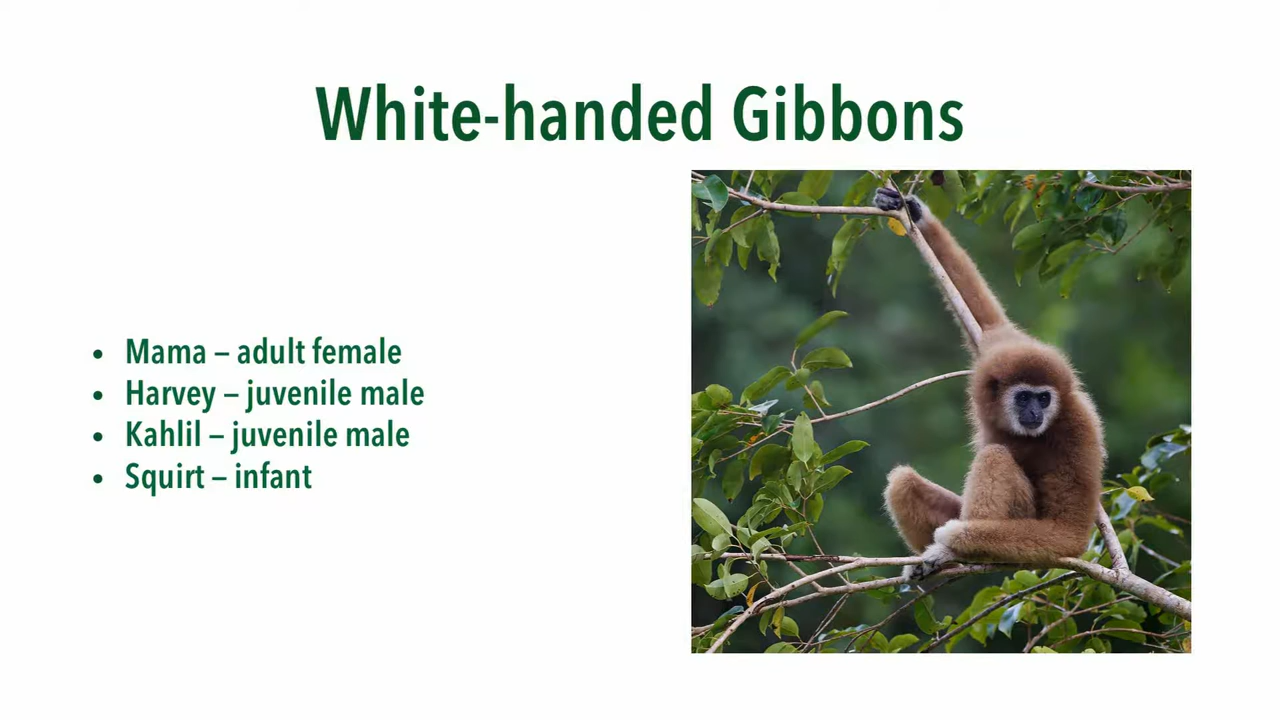 White-handed Gibbons
• Mama – adult female
• Harvey – juvenile male
• Kahlil – juvenile male
• Squirt – infant